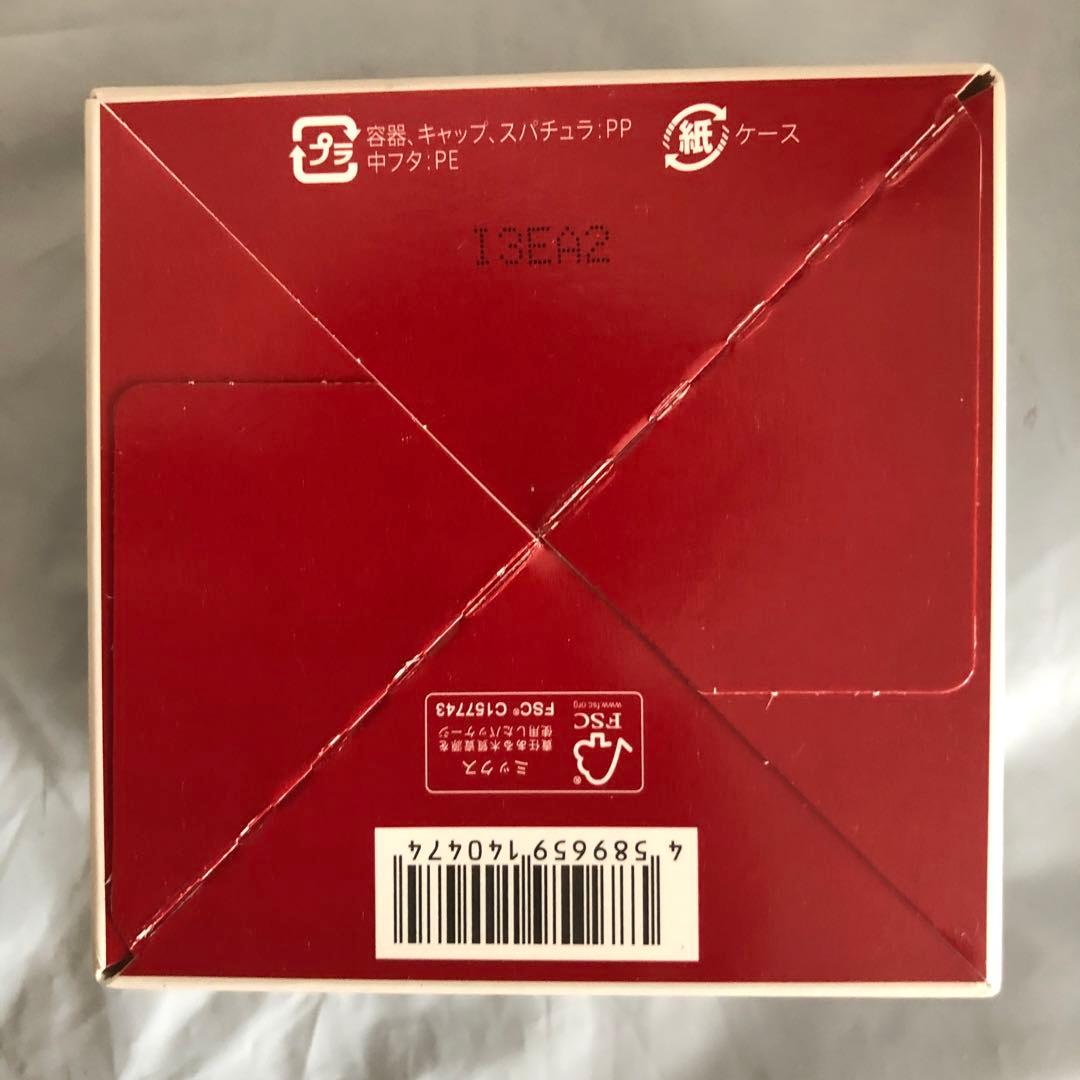 プラ
容器、キャップ、スパチュラ:PP
中フタ:PE
紙
ケース
I3EA2
FSC
www.fsc.org
ミックス
責任ある木質資源を
使用したパッケージ
FSC® C157743
4 589659 140474